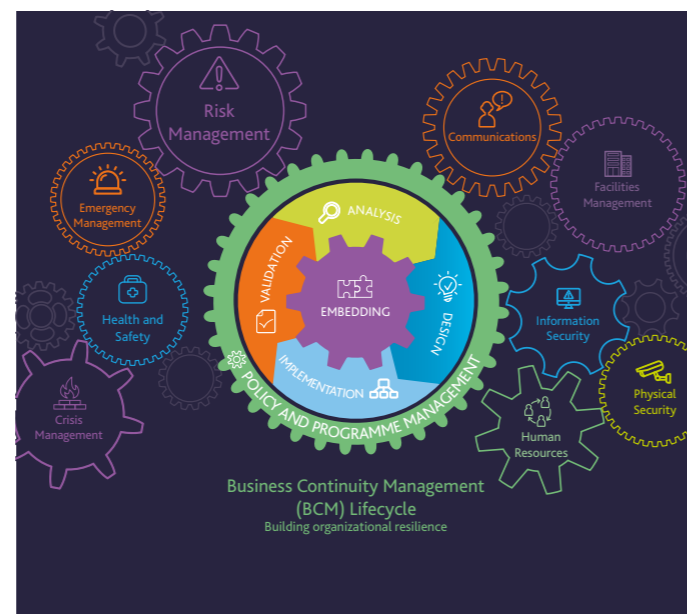 Risk
Management
Communications
Facilities
Management
Emergency
Management
ANALYSIS
VALIDATION
EMBEDDING
DESIGN
IMPLEMENTATION
POLICY AND PROGRAMME MANAGEMENT
Health and
Safety
Information
Security
Crisis
Management
Physical
Security
Human
Resources
Business Continuity Management
(BCM) Lifecycle
Building organizational resilience